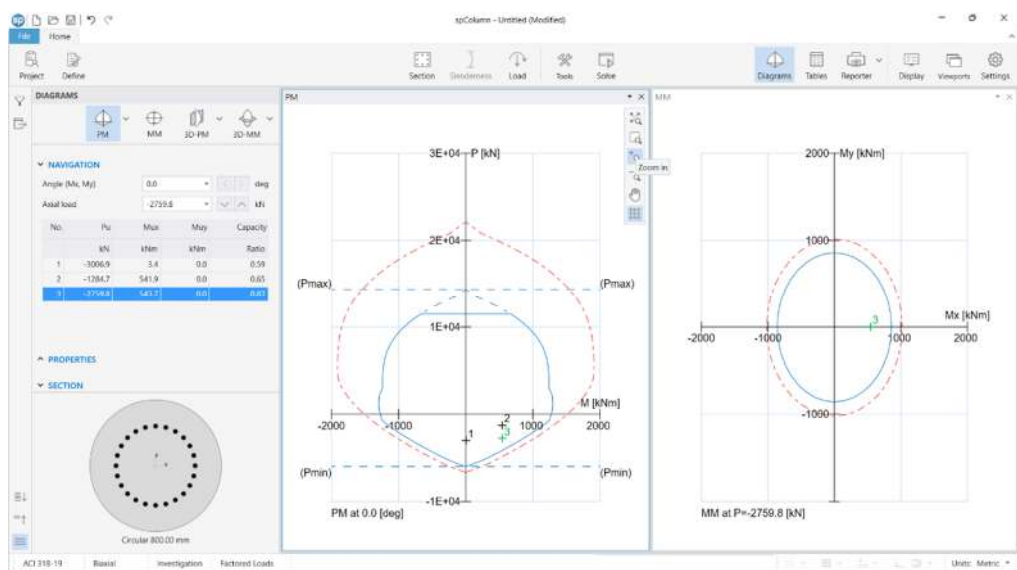 spColumn - Untitled (Modified)
File Home
Project Define Section Slenderness Load Tools Solve Diagrams Tables Reporter Display Viewports Settings
DIAGRAMS
PM MM 3D-PM 3D-MM
NAVIGATION
Angle (Mx, My) 0.0 deg
Axial load -2759.8 kN
No. Pu Mux Muy Capacity
kN kNm kNm Ratio
1 -3006.9 3.4 0.0 0.59
2 -1284.7 541.9 0.0 0.65
3 -2759.8 543.7 0.0 0.83
PROPERTIES
SECTION
Circular 800.00 mm
PM
Zoom in
3E+04 P [kN]
2E+04
(Pmax) (Pmax)
1E+04
M [kNm]
-2000 -1000 1000 2000
2
1 3
(Pmin) (Pmin)
-1E+04
PM at 0.0 [deg]
MM
2000 My [kNm]
1000
3 Mx [kNm]
-2000 -1000 1000 2000
-1000
MM at P=-2759.8 [kN]
ACI 318-19 Biaxial Investigation Factored Loads Units: Metric